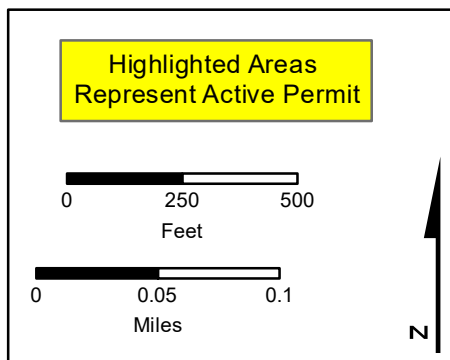 Highlighted Areas
Represent Active Permit
0 250 500
Feet
0 0.05 0.1
Miles
N